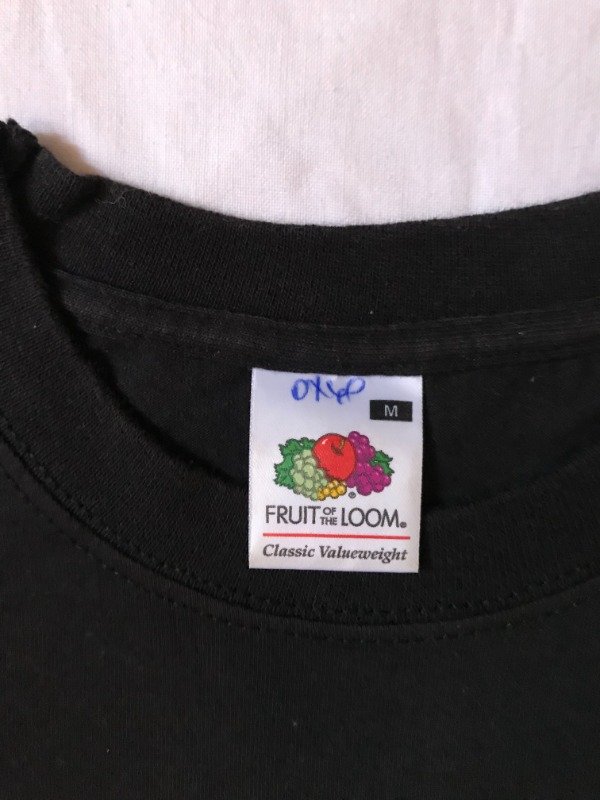 M
FRUIT OF THE LOOM®
Classic Valueweight